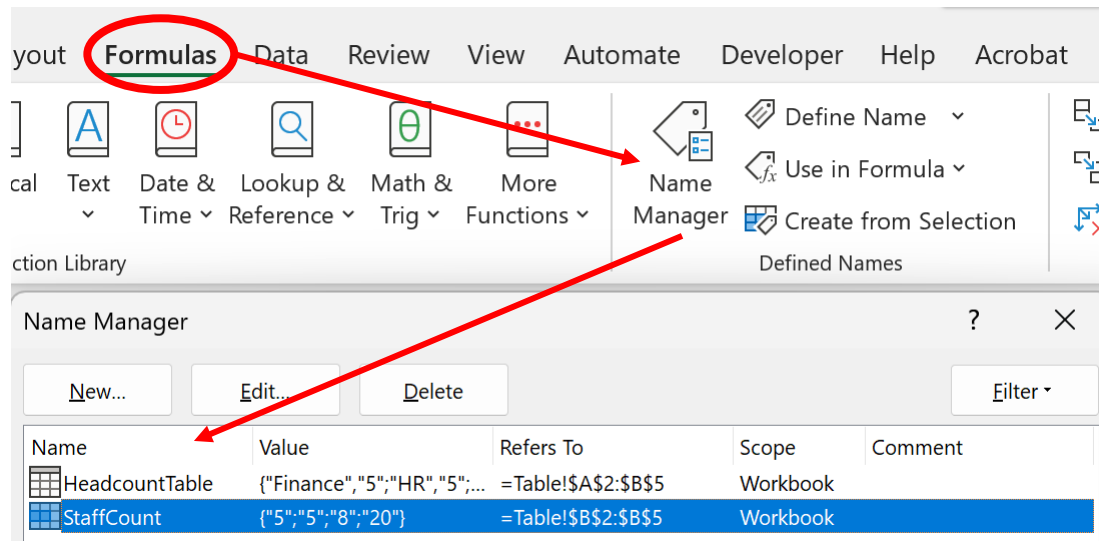 yout Formulas Data Review View Automate Developer Help Acrobat
A θ Define Name
cal Text Date & Lookup & Math & More Name fx Use in Formula
Time Reference Trig Functions Manager Create from Selection
ction Library Defined Names
Name Manager ? X
New... Edit... Delete Filter
Name Value Refers To Scope Comment
HeadcountTable {"Finance","5";"HR","5";... =Table!$A$2:$B$5 Workbook
StaffCount {"5";"5";"8";"20"} =Table!$B$2:$B$5 Workbook